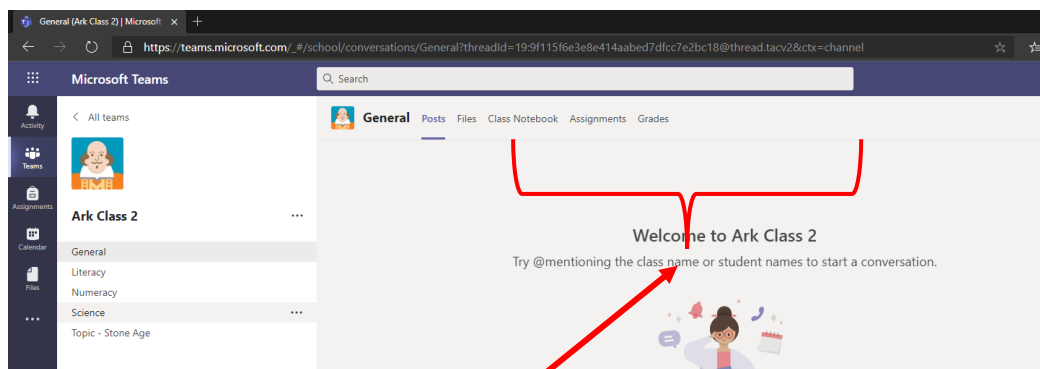 General (Ark Class 2) | Microsoft
https://teams.microsoft.com/_#/school/conversations/General?threadId=19:9f115f6e3e8e414aabed7dfcc7e2bc18@thread.tacv2&ctx=channel
Microsoft Teams
Search
Activity
Teams
Assignments
Calendar
Files
All teams
Ark Class 2
General
Literacy
Numeracy
Science
Topic - Stone Age
General Posts Files Class Notebook Assignments Grades
Welcome to Ark Class 2
Try @mentioning the class name or student names to start a conversation.